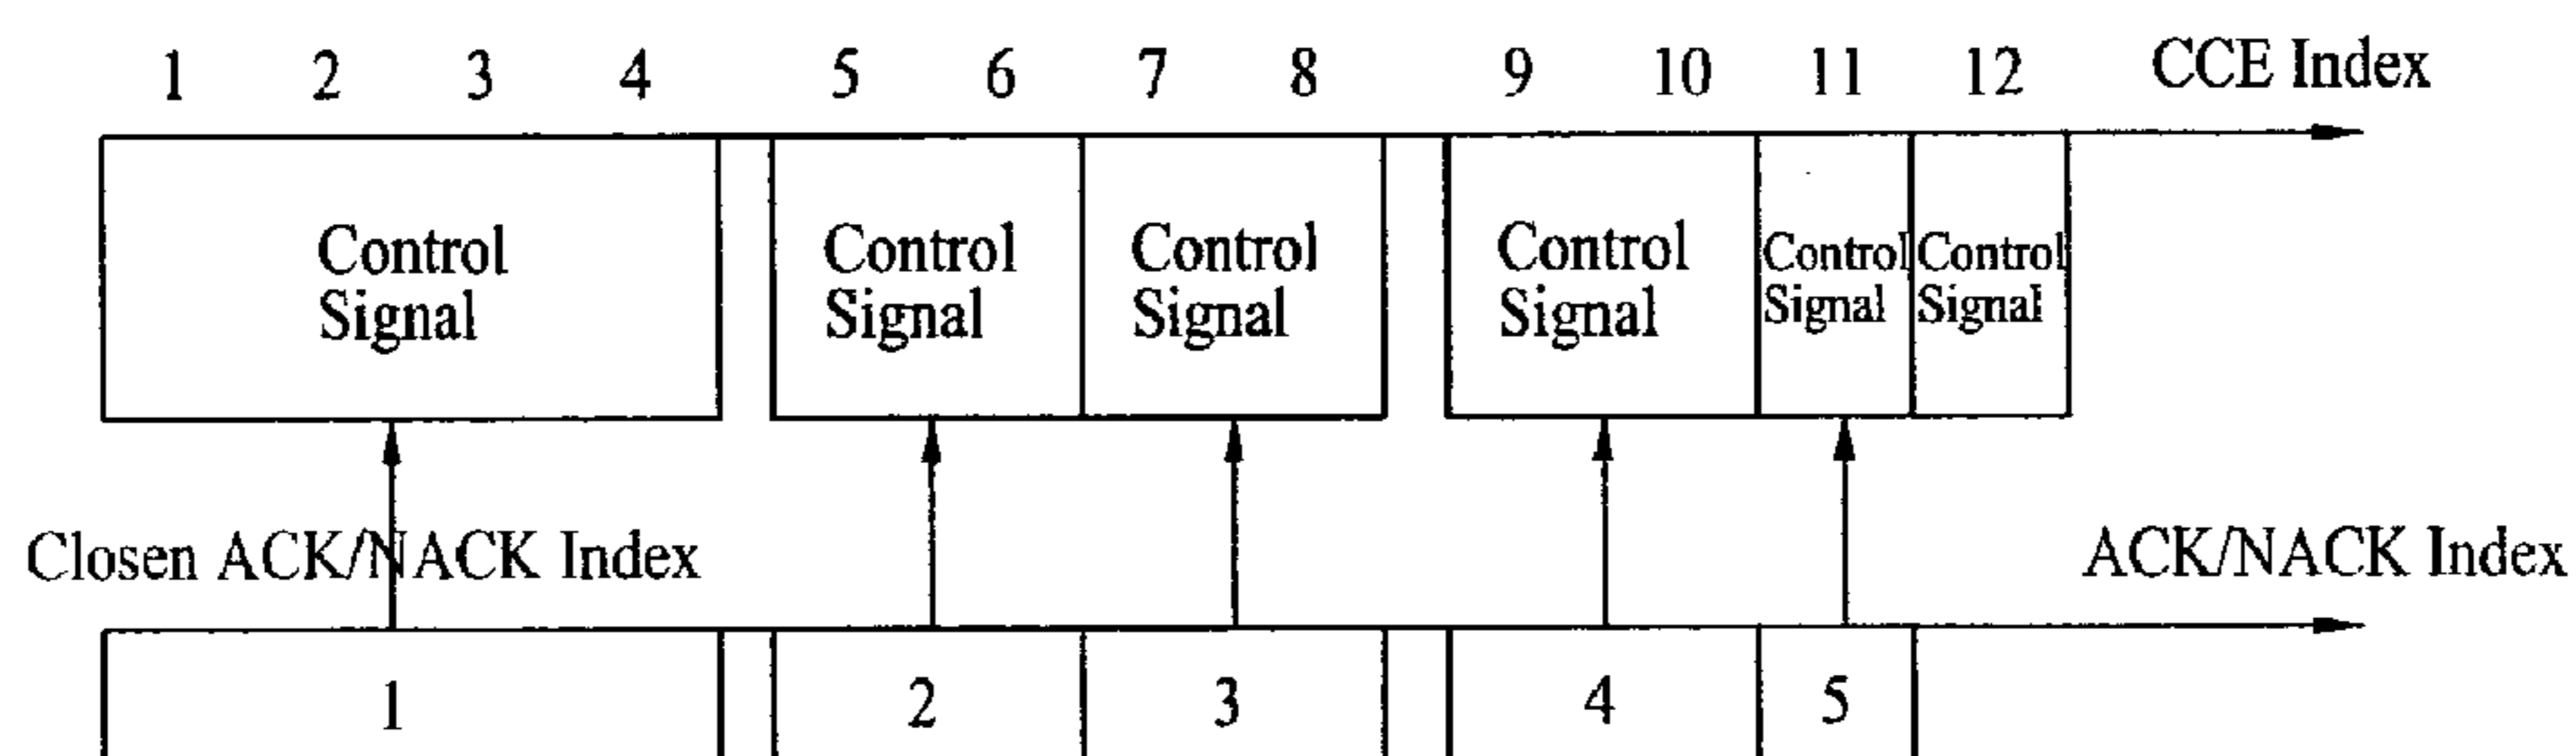 1 2 3 4 5 6 7 8 9 10 11 12 CCE Index
Control
Signal
Control
Signal
Control
Signal
Control
Signal
Control
Signal
Control
Signal
Closen ACK/NACK Index
ACK/NACK Index
1 2 3 4 5